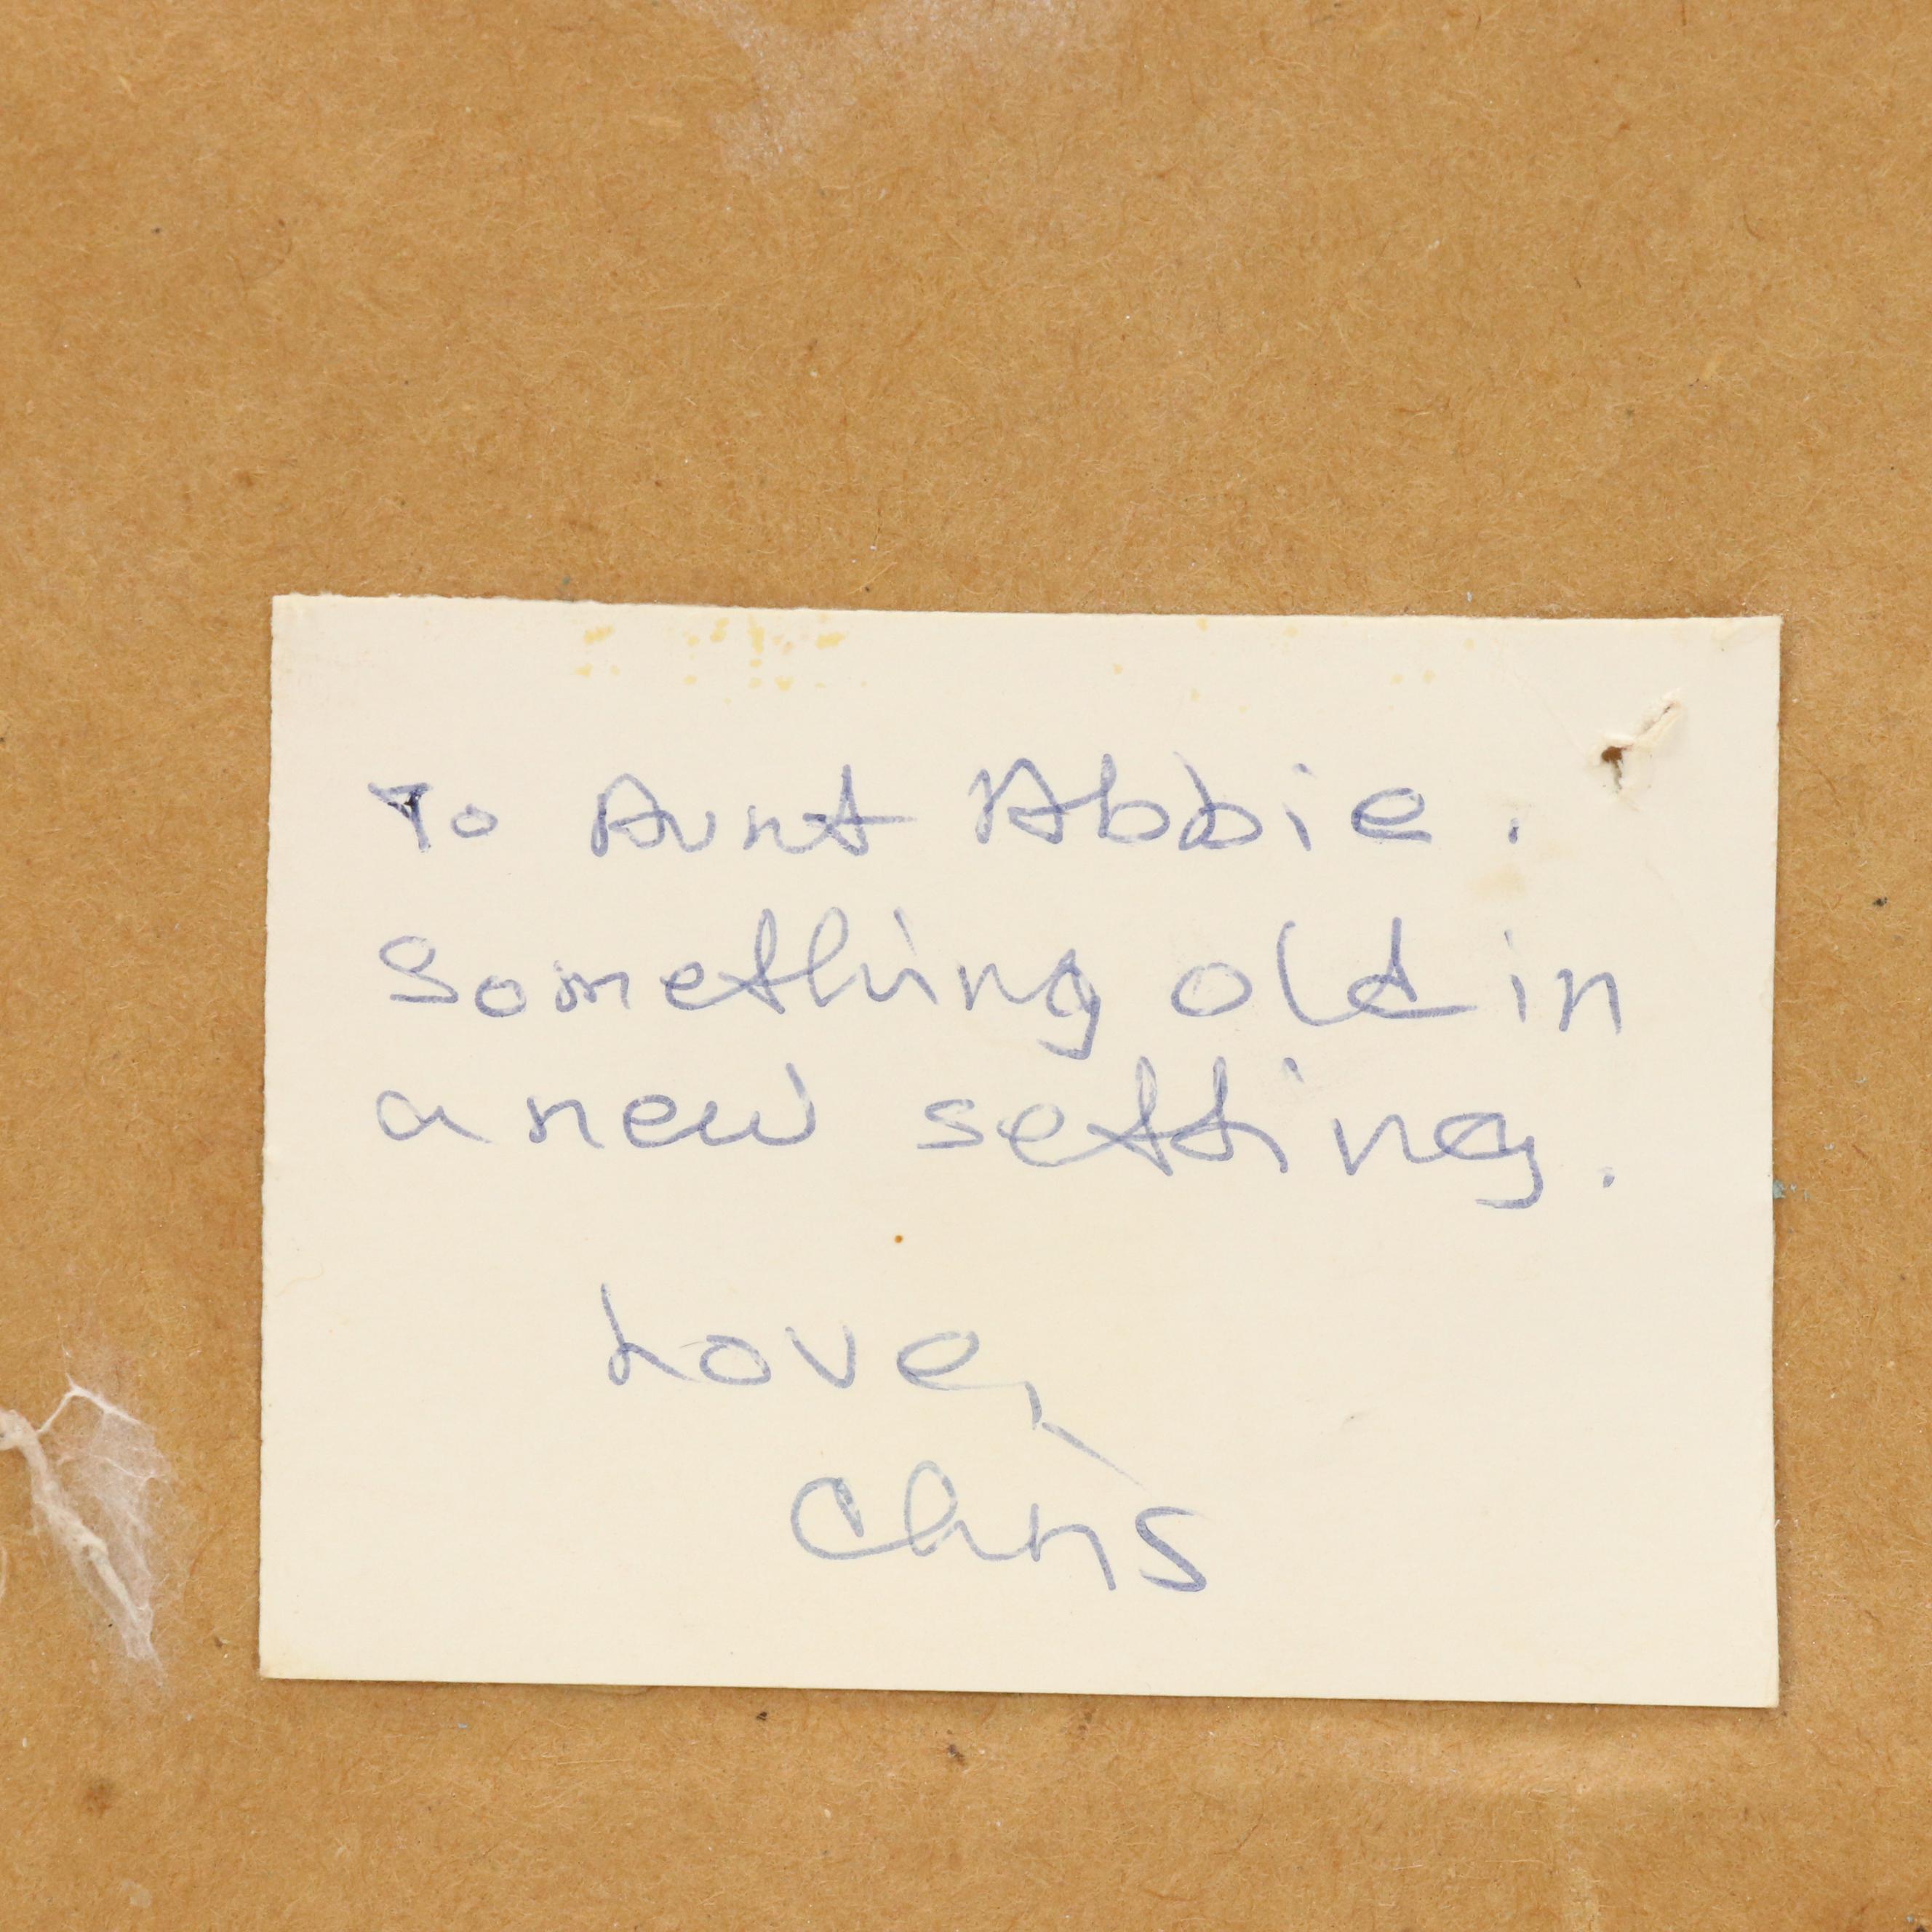 To Aunt Abbie.
Something old in
a new setting.
Love,
Chris